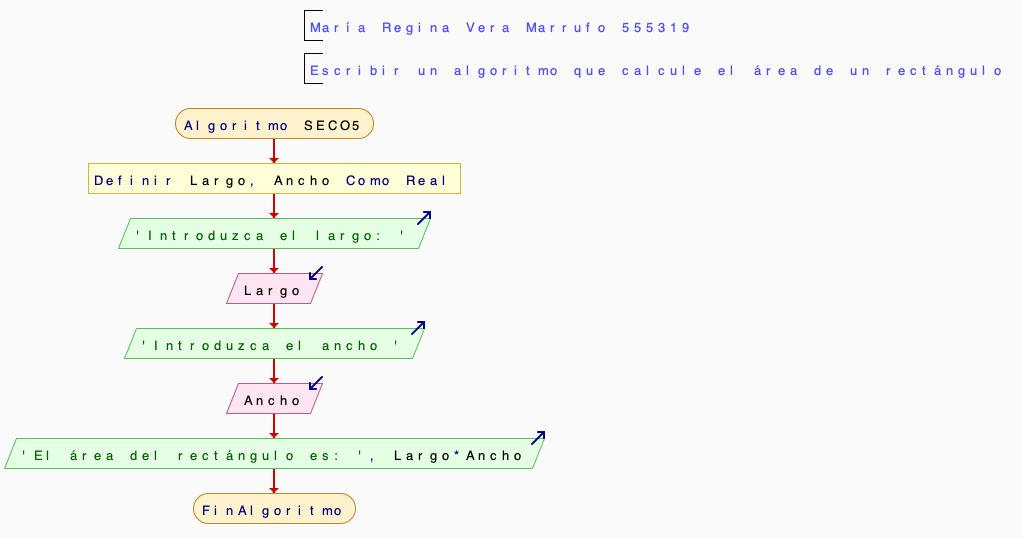 María Regina Vera Marrufo 555319
Escribir un algoritmo que calcule el área de un rectángulo
Algoritmo SECO5
Definir Largo, Ancho Como Real
'Introduzca el largo: '
Largo
'Introduzca el ancho '
Ancho
'El área del rectángulo es: ', Largo*Ancho
FinAlgoritmo